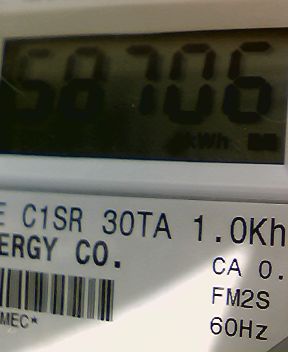 58706
kWh
E C1SR 30TA 1.0Kh
ERGY CO.
CA 0.
FM2S
MEC*
60Hz